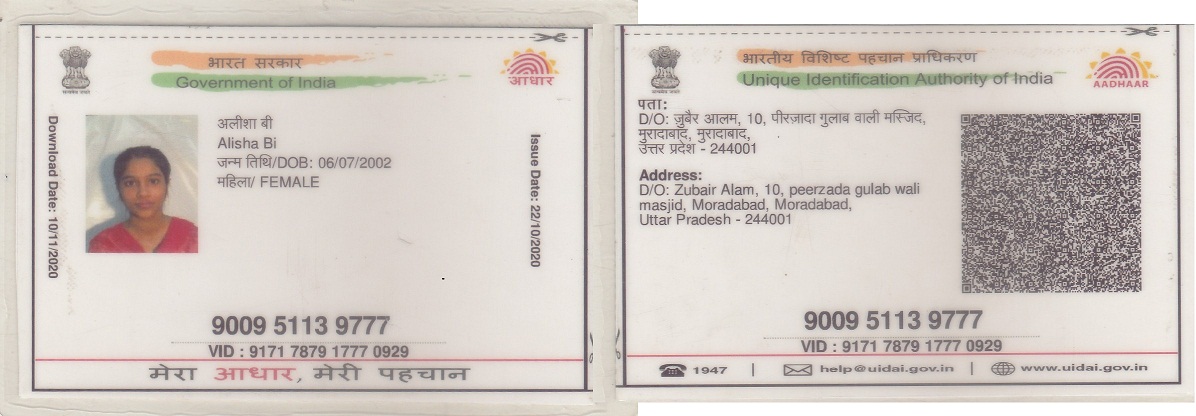 भारत सरकार
Government of India
आधार
Download Date: 10/11/2020
अलीशा बी
Alisha Bi
जन्म तिथि/DOB: 06/07/2002
महिला/ FEMALE
Issue Date: 22/10/2020
9009 5113 9777
VID : 9171 7879 1777 0929
मेरा आधार, मेरी पहचान
भारतीय विशिष्ट पहचान प्राधिकरण
Unique Identification Authority of India
AADHAAR
पता:
D/O: ज़ुबैर आलम, 10, पीरज़ादा गुलाब वाली मस्जिद,
मुरादाबाद, मुरादाबाद,
उत्तर प्रदेश - 244001
Address:
D/O: Zubair Alam, 10, peerzada gulab wali
masjid, Moradabad, Moradabad,
Uttar Pradesh - 244001
9009 5113 9777
VID : 9171 7879 1777 0929
1947 | help@uidai.gov.in | www.uidai.gov.in